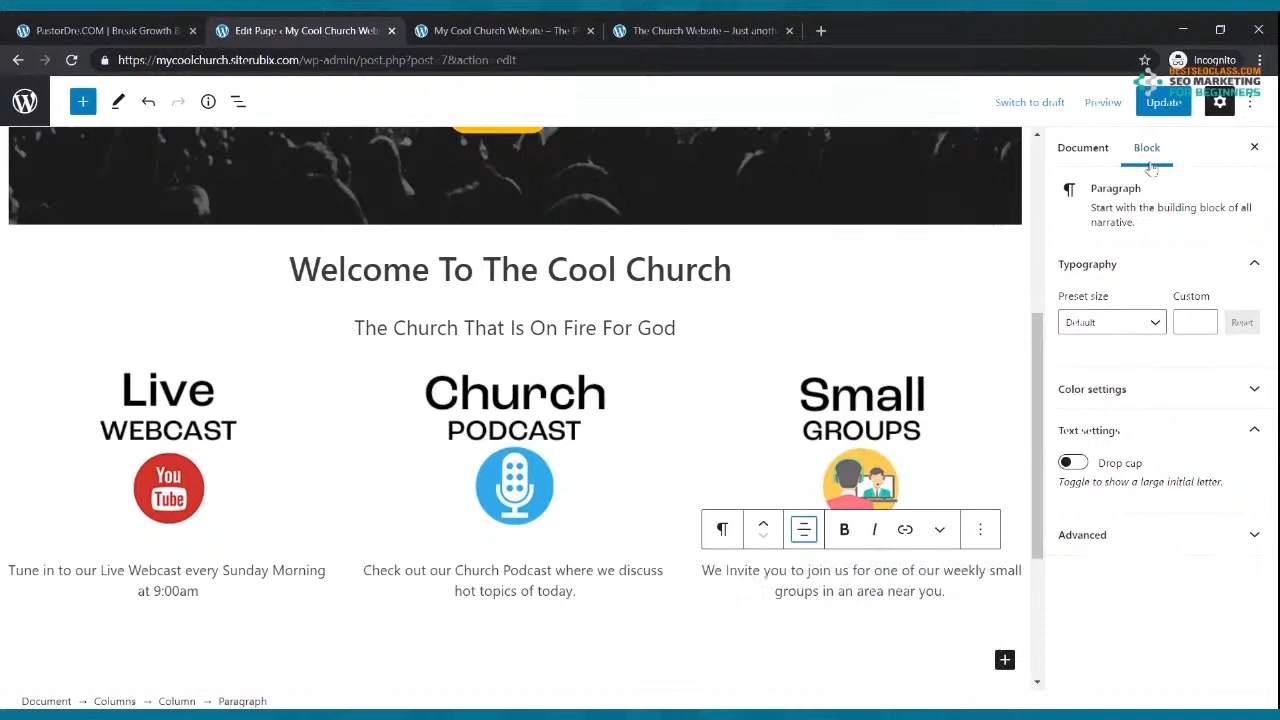 PastorDre.COM | Break Growth B
Edit Page ‹ My Cool Church Web
My Cool Church Website – The P
The Church Website – Just anoth
https://mycoolchurch.siterubix.com/wp-admin/post.php?post=7&action=edit
Incognito
BESTSEOCLASS.COM
SEO MARKETING
FOR BEGINNERS
Switch to draft
Preview
Update
Document
Block
Paragraph
Start with the building block of all
narrative.
Typography
Preset size
Custom
Default
Reset
Color settings
Text settings
Drop cap
Toggle to show a large initial letter.
Advanced
Welcome To The Cool Church
The Church That Is On Fire For God
Live
WEBCAST
You
Tube
Church
PODCAST
Small
GROUPS
B I
Tune in to our Live Webcast every Sunday Morning
at 9:00am
Check out our Church Podcast where we discuss
hot topics of today.
We Invite you to join us for one of our weekly small
groups in an area near you.
Document → Columns → Column → Paragraph